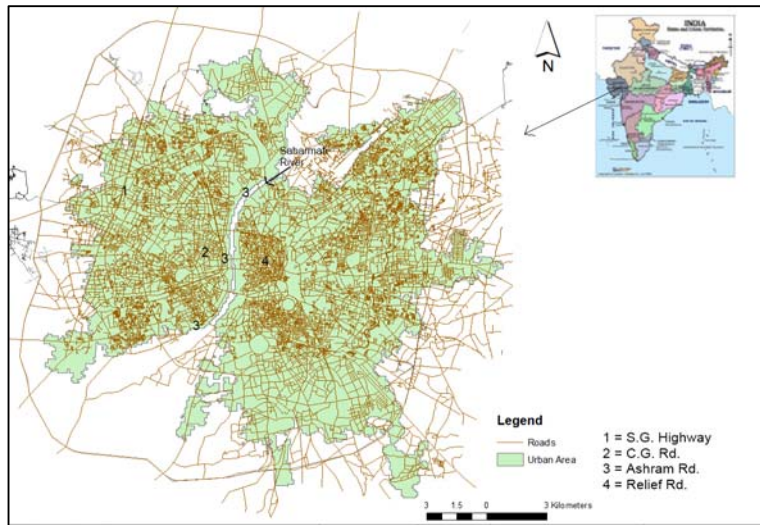 INDIA
N
Sabarmati
River
1
3
2
3
4
3
Legend
Roads
Urban Area
1 = S.G. Highway
2 = C.G. Rd.
3 = Ashram Rd.
4 = Relief Rd.
3 1.5 0 3 Kilometers